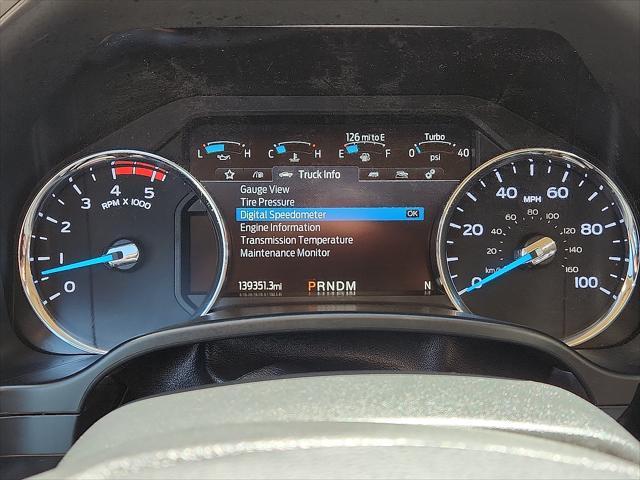 126 mi to E
Turbo
L H C H E F 0 psi 40
Truck Info
Gauge View
Tire Pressure
Digital Speedometer OK
Engine Information
Transmission Temperature
Maintenance Monitor
139351.3mi PRNDM N
0 1 2 3 4 5
RPM X 1000
0 20 40 60 80 100
MPH
km/h 60 80 100 120 140 160